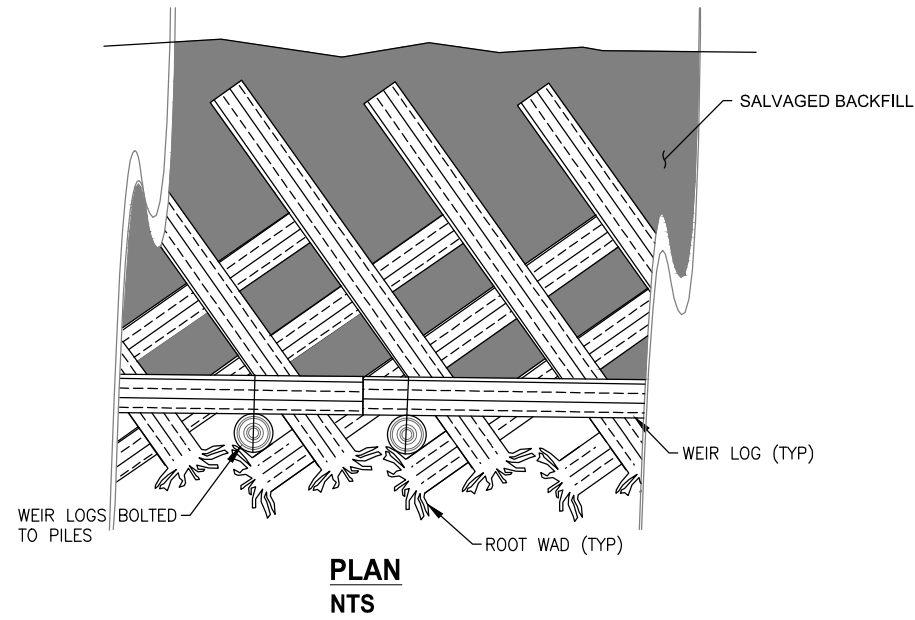 SALVAGED BACKFILL
WEIR LOG (TYP)
WEIR LOGS BOLTED
TO PILES
ROOT WAD (TYP)
PLAN
NTS